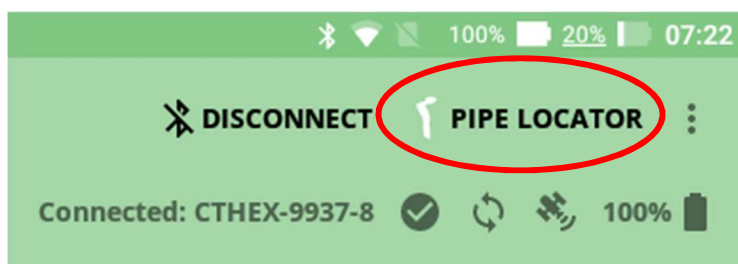 100% 20% 07:22
DISCONNECT PIPE LOCATOR
Connected: CTHEX-9937-8 100%